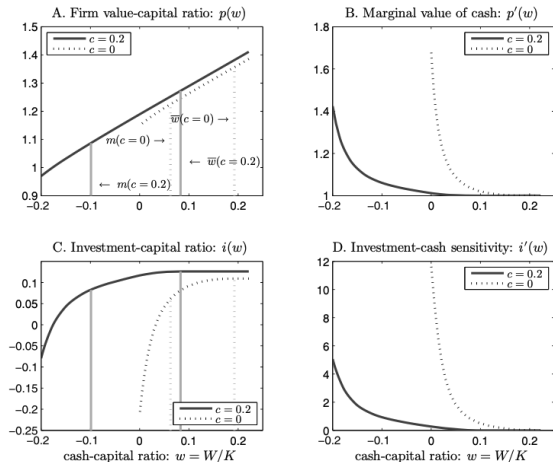 A. Firm value-capital ratio: p(w)
1.5
1.4
1.3
1.2
1.1
1
0.9
c = 0.2
c = 0
w̅(c = 0) →
m(c = 0) →
← w̅(c = 0.2)
← m(c = 0.2)
-0.2 -0.1 0 0.1 0.2
B. Marginal value of cash: p′(w)
1.8
1.6
1.4
1.2
1
c = 0.2
c = 0
-0.2 -0.1 0 0.1 0.2
C. Investment-capital ratio: i(w)
0.1
0.05
0
-0.05
-0.1
-0.15
-0.2
-0.25
c = 0.2
c = 0
-0.2 -0.1 0 0.1 0.2
cash-capital ratio: w = W/K
D. Investment-cash sensitivity: i′(w)
12
10
8
6
4
2
0
c = 0.2
c = 0
-0.2 -0.1 0 0.1 0.2
cash-capital ratio: w = W/K